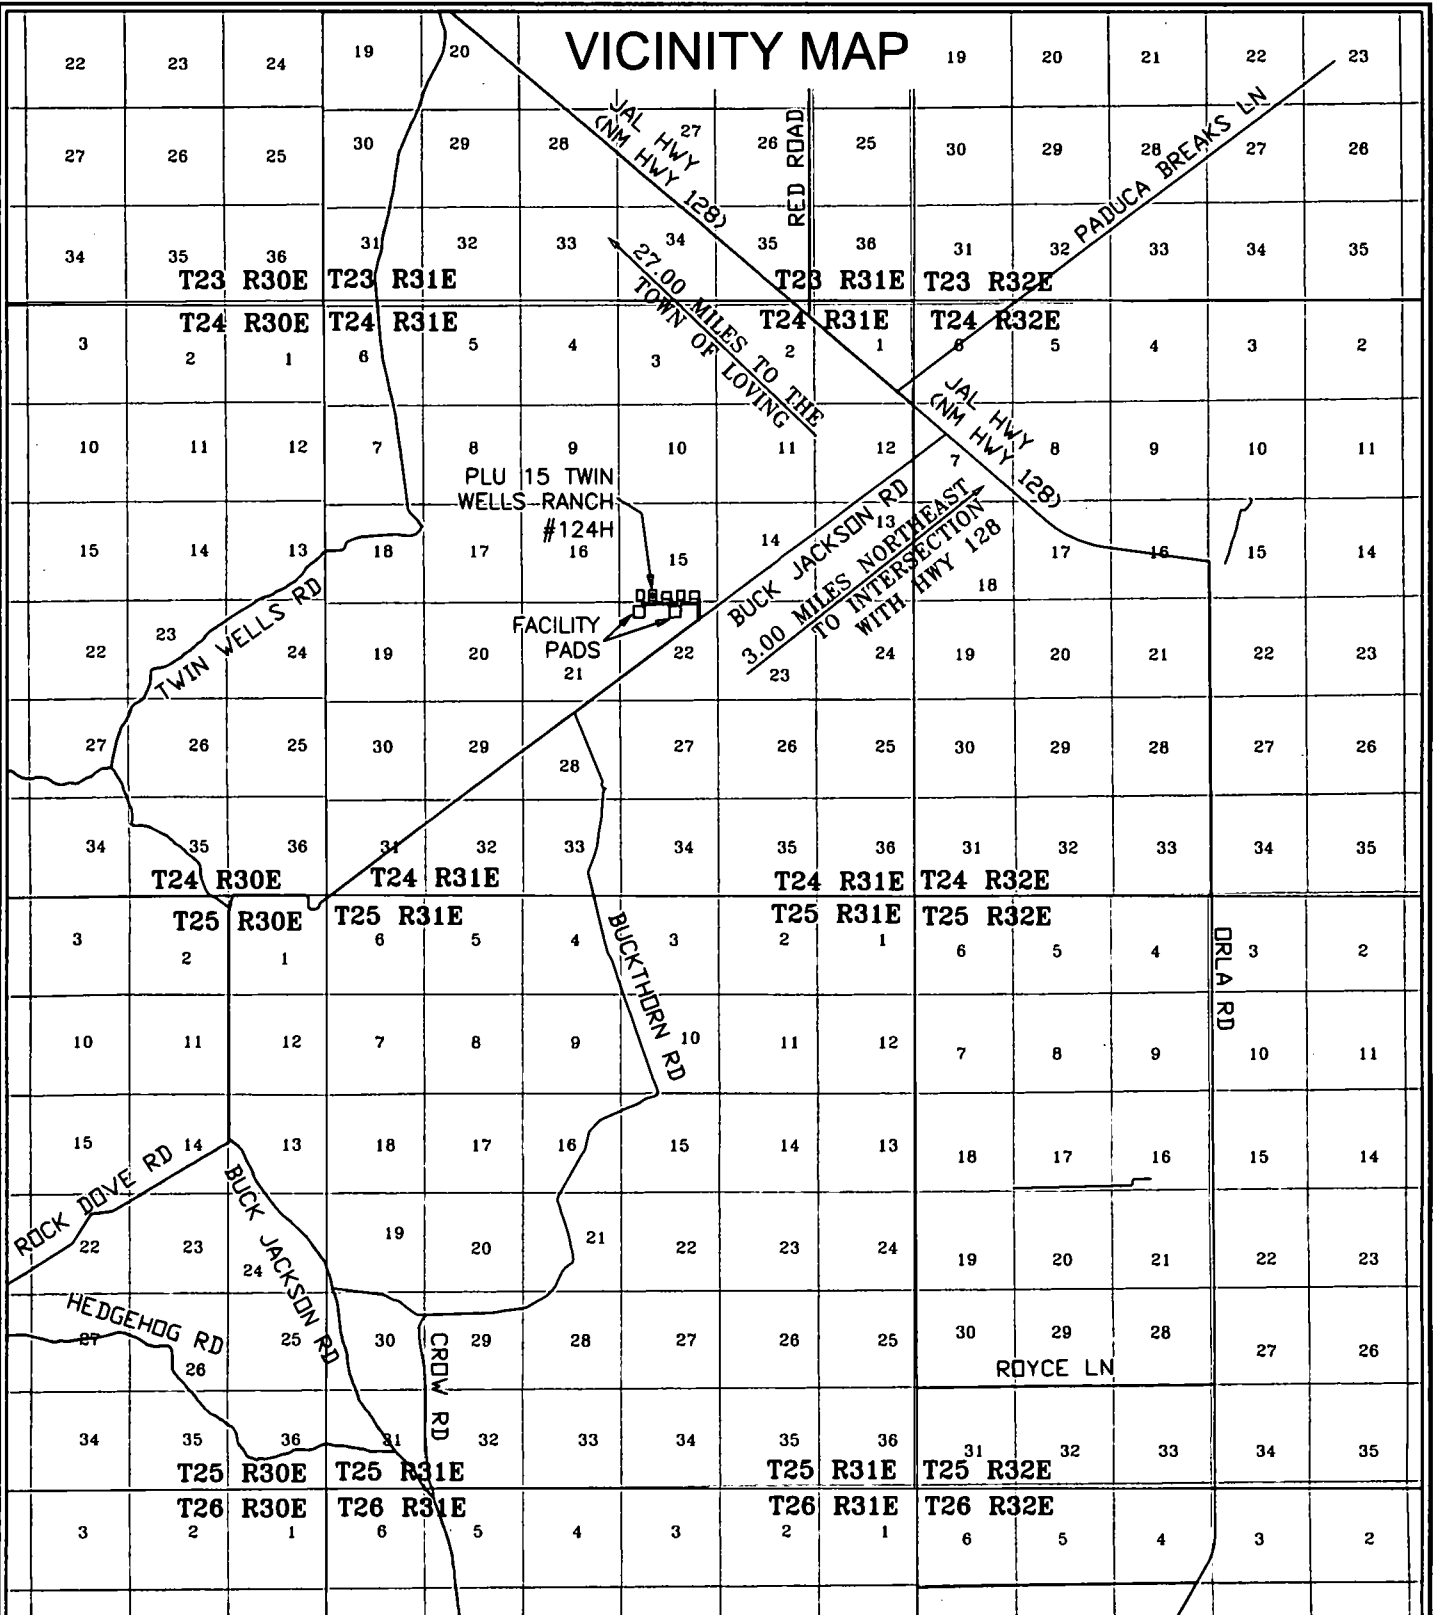 VICINITY MAP
22 23 24 19 20 19 20 21 22 23
JAL HWY
(NM HWY 128)
RED ROAD
PADUCA BREAKS LN
27 26 25 30 29 28 27 26 25 30 29 28 27 26
34 35 36 31 32 33 34 35 36 31 32 33 34 35
T23 R30E T23 R31E T23 R31E T23 R32E
27.00 MILES TO THE
TOWN OF LOVING
T24 R30E T24 R31E T24 R31E T24 R32E
3 2 1 6 5 4 3 2 1 6 5 4 3 2
JAL HWY
(NM HWY 128)
10 11 12 7 8 9 10 11 12 7 8 9 10 11
PLU 15 TWIN
WELLS RANCH
#124H
BUCK JACKSON RD
3.00 MILES NORTHEAST
TO INTERSECTION
WITH HWY 128
15 14 13 18 17 16 15 14 13 18 17 16 15 14
TWIN WELLS RD
FACILITY
PADS
22 23 24 19 20 21 22 23 24 19 20 21 22 23
27 26 25 30 29 28 27 26 25 30 29 28 27 26
34 35 36 31 32 33 34 35 36 31 32 33 34 35
T24 R30E T24 R31E T24 R31E T24 R32E
T25 R30E T25 R31E T25 R31E T25 R32E
3 2 1 6 5 4 3 2 1 6 5 4 3 2
BUCKTHORN RD
ORLA RD
10 11 12 7 8 9 10 11 12 7 8 9 10 11
15 14 13 18 17 16 15 14 13 18 17 16 15 14
ROCK DOVE RD
BUCK JACKSON RD
22 23 24 19 20 21 22 23 24 19 20 21 22 23
HEDGEHOG RD
CROW RD
27 26 25 30 29 28 27 26 25 30 29 28 27 26
ROYCE LN
34 35 36 31 32 33 34 35 36 31 32 33 34 35
T25 R30E T25 R31E T25 R31E T25 R32E
T26 R30E T26 R31E T26 R31E T26 R32E
3 2 1 6 5 4 3 2 1 6 5 4 3 2